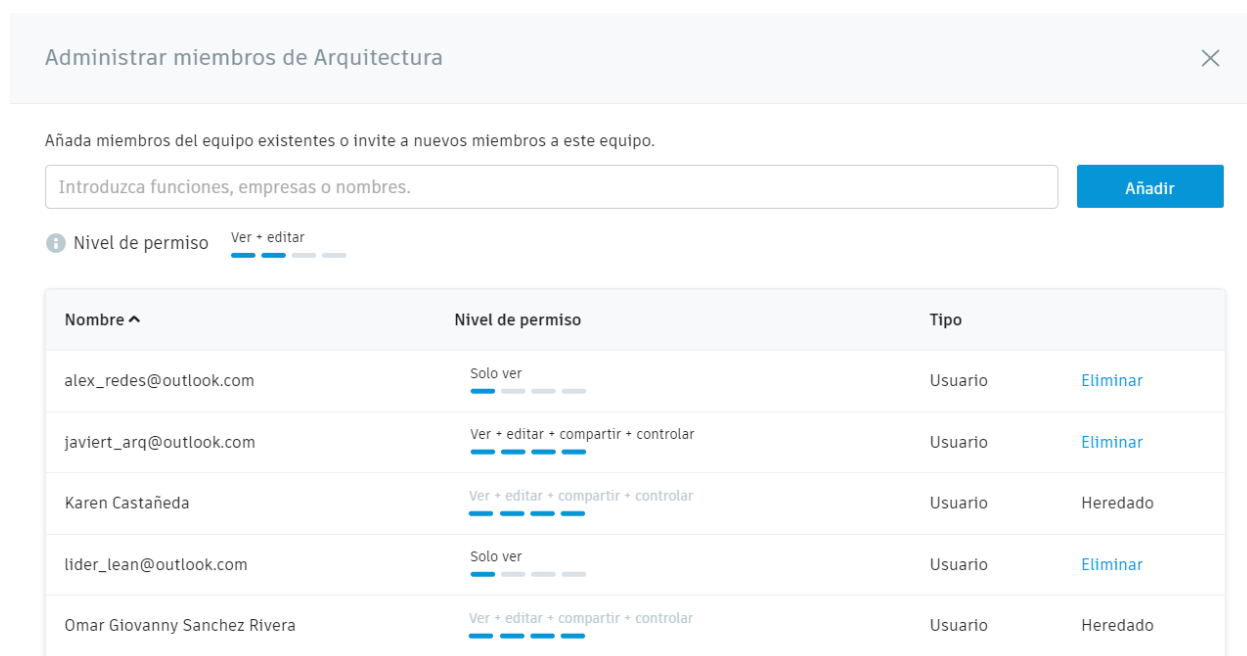 Administrar miembros de Arquitectura
Añada miembros del equipo existentes o invite a nuevos miembros a este equipo.
Introduzca funciones, empresas o nombres.
Añadir
Nivel de permiso
Ver + editar
Nombre Nivel de permiso Tipo
alex_redes@outlook.com Solo ver Usuario Eliminar
javiert_arq@outlook.com Ver + editar + compartir + controlar Usuario Eliminar
Karen Castañeda Ver + editar + compartir + controlar Usuario Heredado
lider_lean@outlook.com Solo ver Usuario Eliminar
Omar Giovanny Sanchez Rivera Ver + editar + compartir + controlar Usuario Heredado